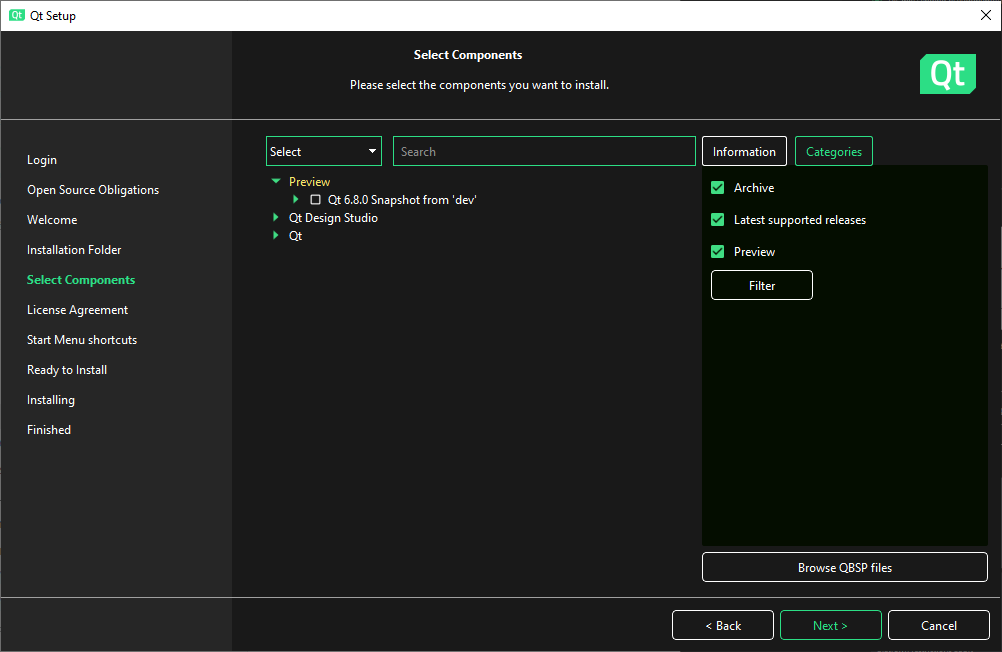 Qt Qt Setup
Select Components
Please select the components you want to install.
Qt
Login
Open Source Obligations
Welcome
Installation Folder
Select Components
License Agreement
Start Menu shortcuts
Ready to Install
Installing
Finished
Select
Search
Preview
Qt 6.8.0 Snapshot from 'dev'
Qt Design Studio
Qt
Information
Categories
Archive
Latest supported releases
Preview
Filter
Browse QBSP files
< Back
Next >
Cancel